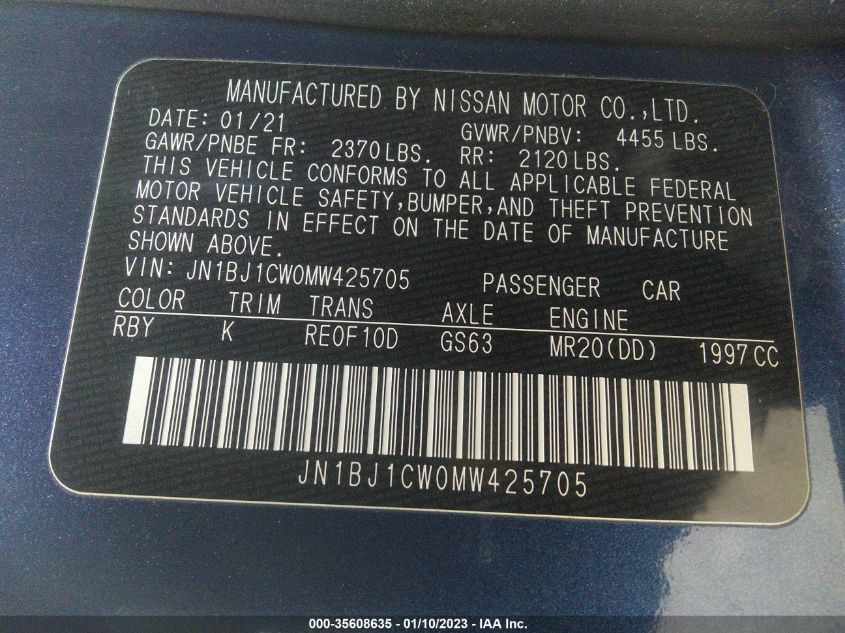 MANUFACTURED BY NISSAN MOTOR CO.,LTD.
DATE: 01/21 GVWR/PNBV: 4455 LBS.
GAWR/PNBE FR: 2370LBS. RR: 2120LBS.
THIS VEHICLE CONFORMS TO ALL APPLICABLE FEDERAL
MOTOR VEHICLE SAFETY,BUMPER,AND THEFT PREVENTION
STANDARDS IN EFFECT ON THE DATE OF MANUFACTURE
SHOWN ABOVE.
VIN: JN1BJ1CW0MW425705 PASSENGER CAR
COLOR TRIM TRANS AXLE ENGINE
RBY K RE0F10D GS63 MR20(DD) 1997CC
JN1BJ1CW0MW425705
000-35608635 - 01/10/2023 - IAA Inc.